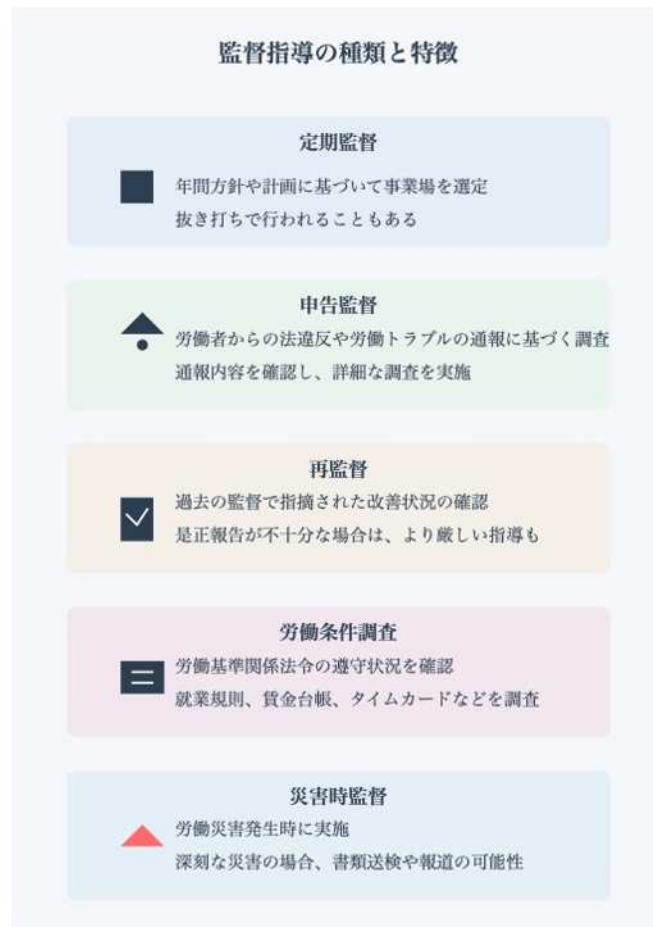 監督指導の種類と特徴
定期監督
年間方針や計画に基づいて事業場を選定
抜き打ちで行われることもある
申告監督
労働者からの法違反や労働トラブルの通報に基づく調査
通報内容を確認し、詳細な調査を実施
再監督
過去の監督で指摘された改善状況の確認
是正報告が不十分な場合は、より厳しい指導も
労働条件調査
労働基準関係法令の遵守状況を確認
就業規則、賃金台帳、タイムカードなどを調査
災害時監督
労働災害発生時に実施
深刻な災害の場合、書類送検や報道の可能性